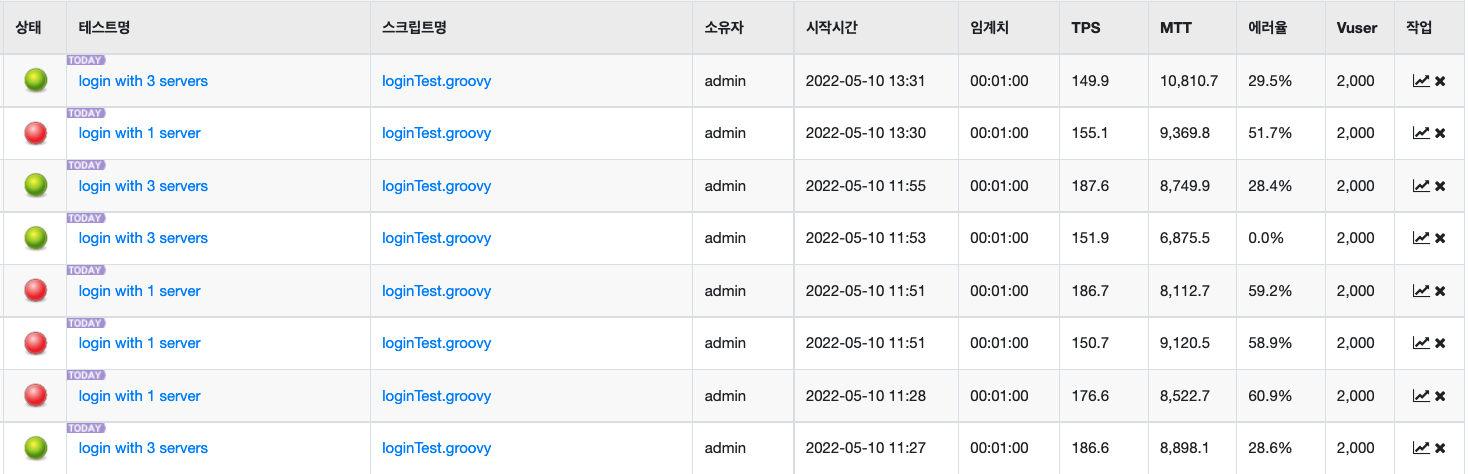 상태 테스트명 스크립트명 소유자 시작시간 임계치 TPS MTT 에러율 Vuser 작업
TODAY
login with 3 servers loginTest.groovy admin 2022-05-10 13:31 00:01:00 149.9 10,810.7 29.5% 2,000
TODAY
login with 1 server loginTest.groovy admin 2022-05-10 13:30 00:01:00 155.1 9,369.8 51.7% 2,000
TODAY
login with 3 servers loginTest.groovy admin 2022-05-10 11:55 00:01:00 187.6 8,749.9 28.4% 2,000
TODAY
login with 3 servers loginTest.groovy admin 2022-05-10 11:53 00:01:00 151.9 6,875.5 0.0% 2,000
TODAY
login with 1 server loginTest.groovy admin 2022-05-10 11:51 00:01:00 186.7 8,112.7 59.2% 2,000
TODAY
login with 1 server loginTest.groovy admin 2022-05-10 11:51 00:01:00 150.7 9,120.5 58.9% 2,000
TODAY
login with 1 server loginTest.groovy admin 2022-05-10 11:28 00:01:00 176.6 8,522.7 60.9% 2,000
TODAY
login with 3 servers loginTest.groovy admin 2022-05-10 11:27 00:01:00 186.6 8,898.1 28.6% 2,000